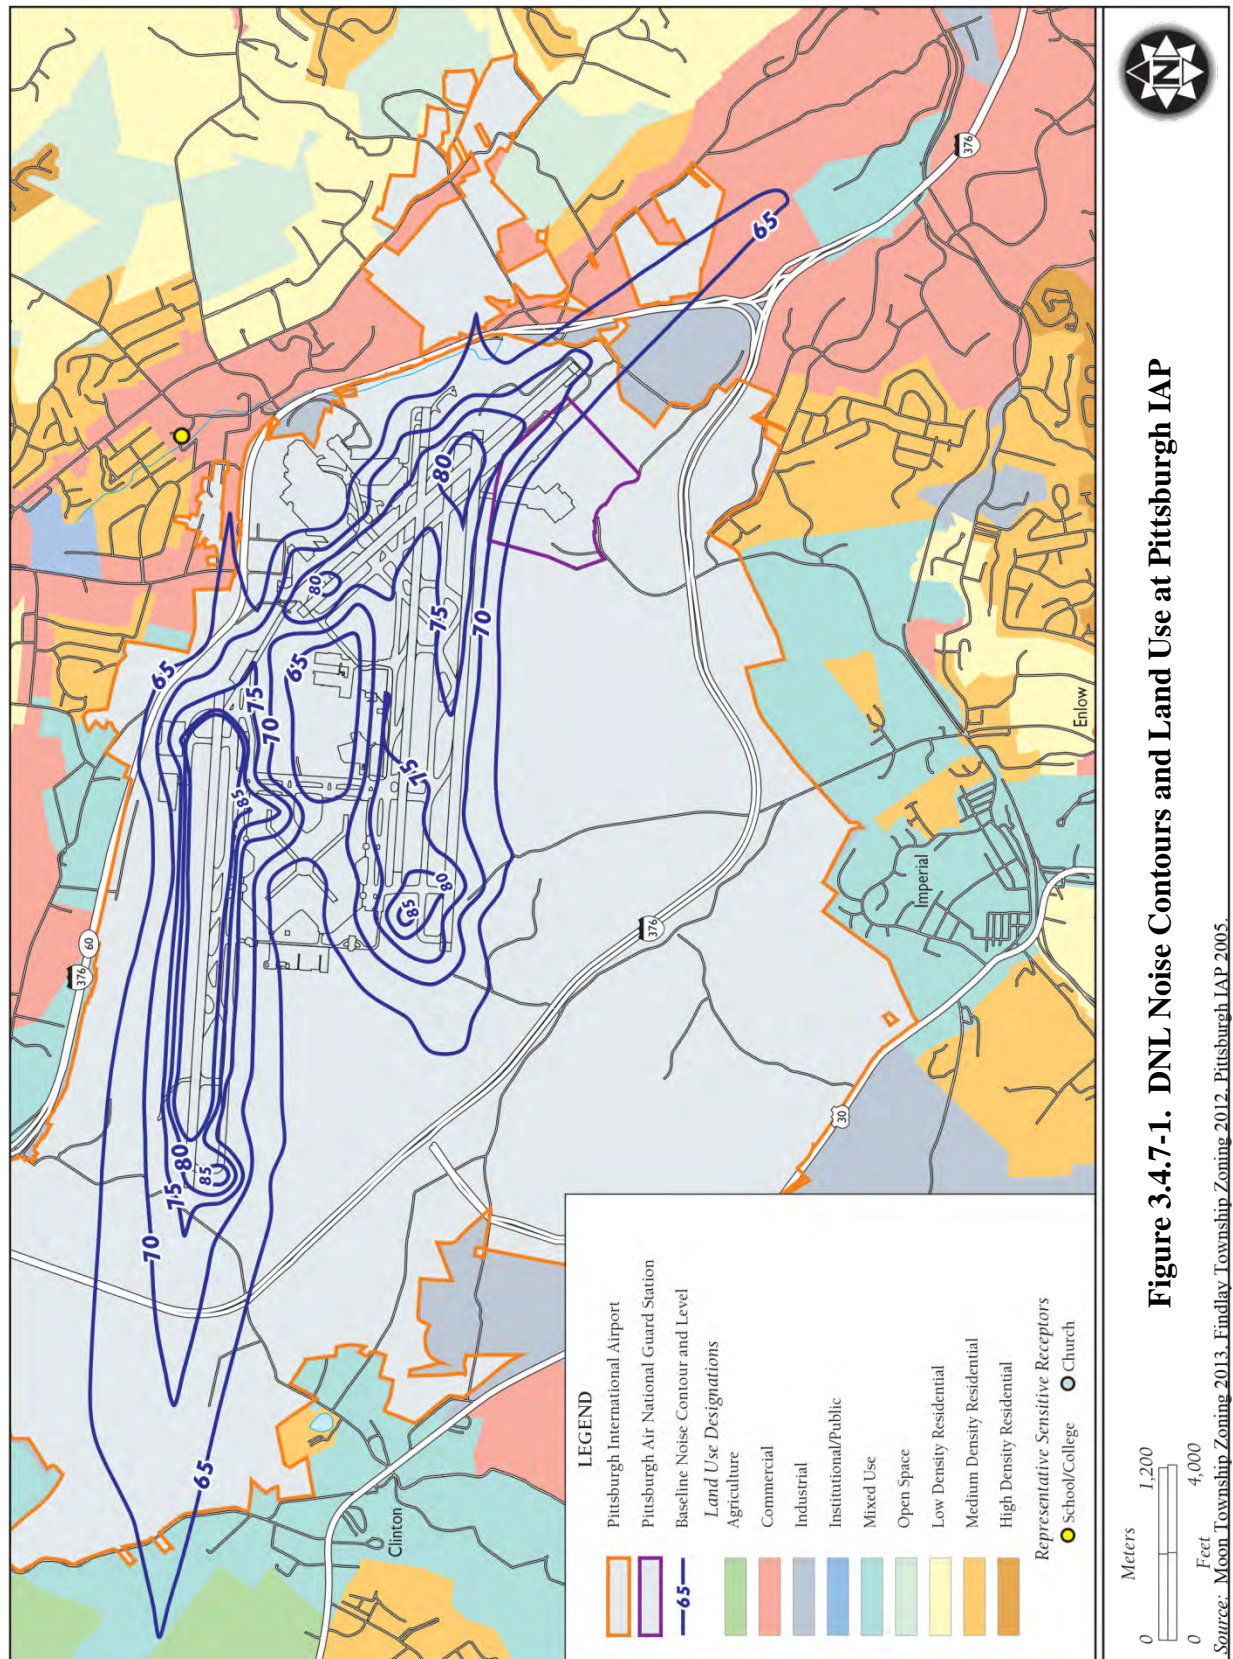 N
376
60
376
376
30
65
65
65
65
70
70
70
75
75
75
75
80
80
80
80
85
85
85
Clinton
Imperial
Enlow
LEGEND
Pittsburgh International Airport
Pittsburgh Air National Guard Station
65
Baseline Noise Contour and Level
Land Use Designations
Agriculture
Commercial
Industrial
Institutional/Public
Mixed Use
Open Space
Low Density Residential
Medium Density Residential
High Density Residential
Representative Sensitive Receptors
School/College
Church
Meters
0 1,200
0 4,000
Feet
Figure 3.4.7-1. DNL Noise Contours and Land Use at Pittsburgh IAP
Source: Moon Township Zoning 2013, Findlay Township Zoning 2012, Pittsburgh IAP 2005.